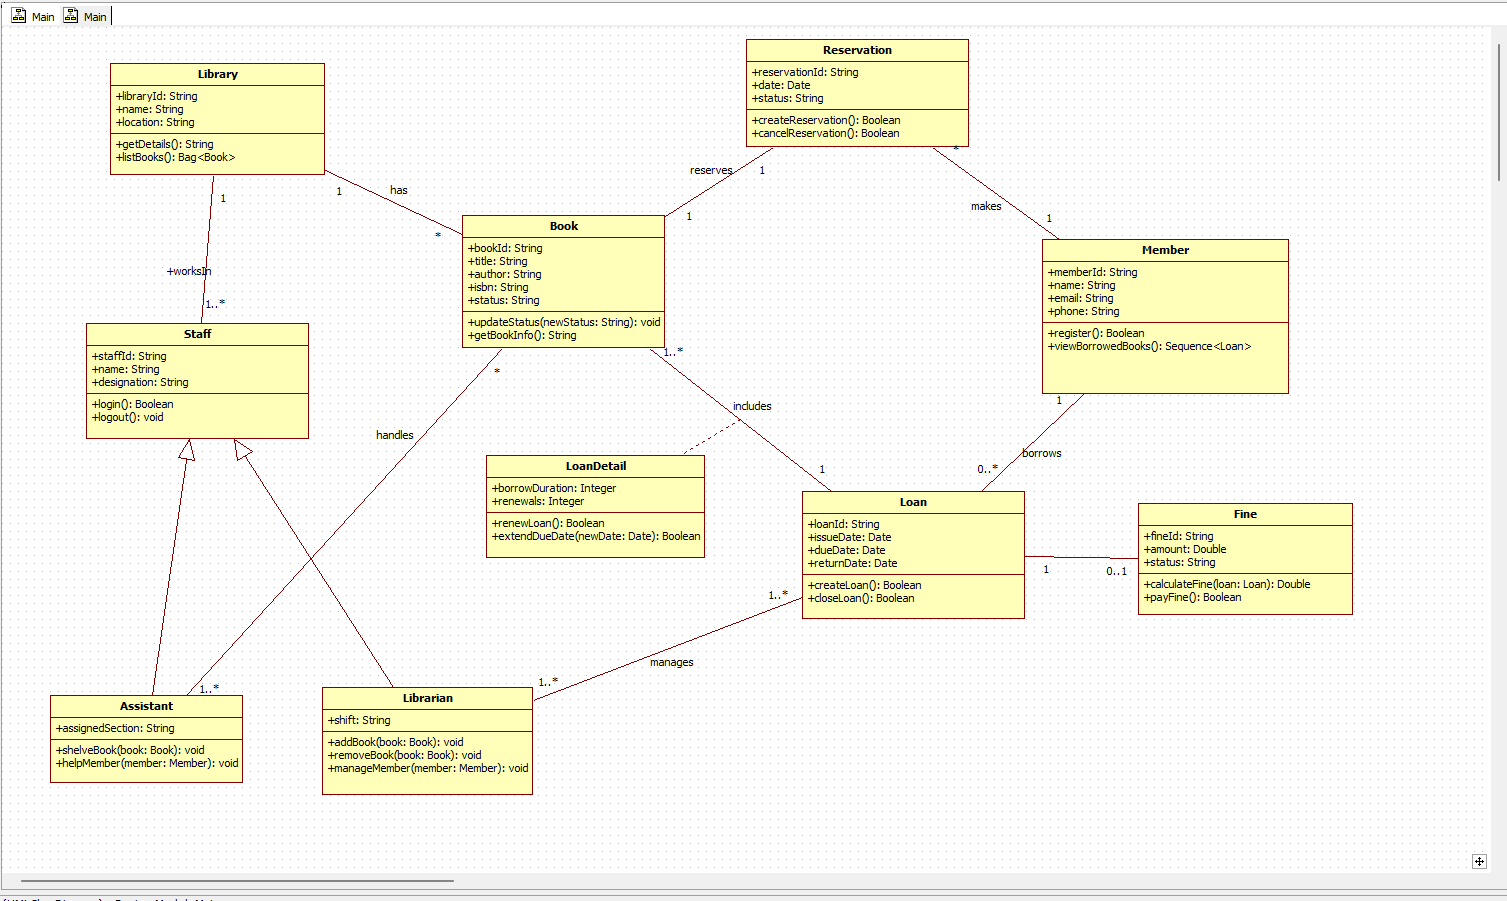 Main
Main
Library
+libraryId: String
+name: String
+location: String
+getDetails(): String
+listBooks(): Bag<Book>
Reservation
+reservationId: String
+date: Date
+status: String
+createReservation(): Boolean
+cancelReservation(): Boolean
1
has
1
*
reserves
1
1
*
makes
1
Book
+bookId: String
+title: String
+author: String
+isbn: String
+status: String
+updateStatus(newStatus: String): void
+getBookInfo(): String
Member
+memberId: String
+name: String
+email: String
+phone: String
+register(): Boolean
+viewBorrowedBooks(): Sequence<Loan>
+worksIn
1..*
Staff
+staffId: String
+name: String
+designation: String
+login(): Boolean
+logout(): void
1..*
*
includes
1
handles
1
borrows
0..*
LoanDetail
+borrowDuration: Integer
+renewals: Integer
+renewLoan(): Boolean
+extendDueDate(newDate: Date): Boolean
Loan
+loanId: String
+issueDate: Date
+dueDate: Date
+returnDate: Date
+createLoan(): Boolean
+closeLoan(): Boolean
Fine
+fineId: String
+amount: Double
+status: String
+calculateFine(loan: Loan): Double
+payFine(): Boolean
1
0..1
1..*
manages
1..*
1..*
Assistant
+assignedSection: String
+shelveBook(book: Book): void
+helpMember(member: Member): void
Librarian
+shift: String
+addBook(book: Book): void
+removeBook(book: Book): void
+manageMember(member: Member): void